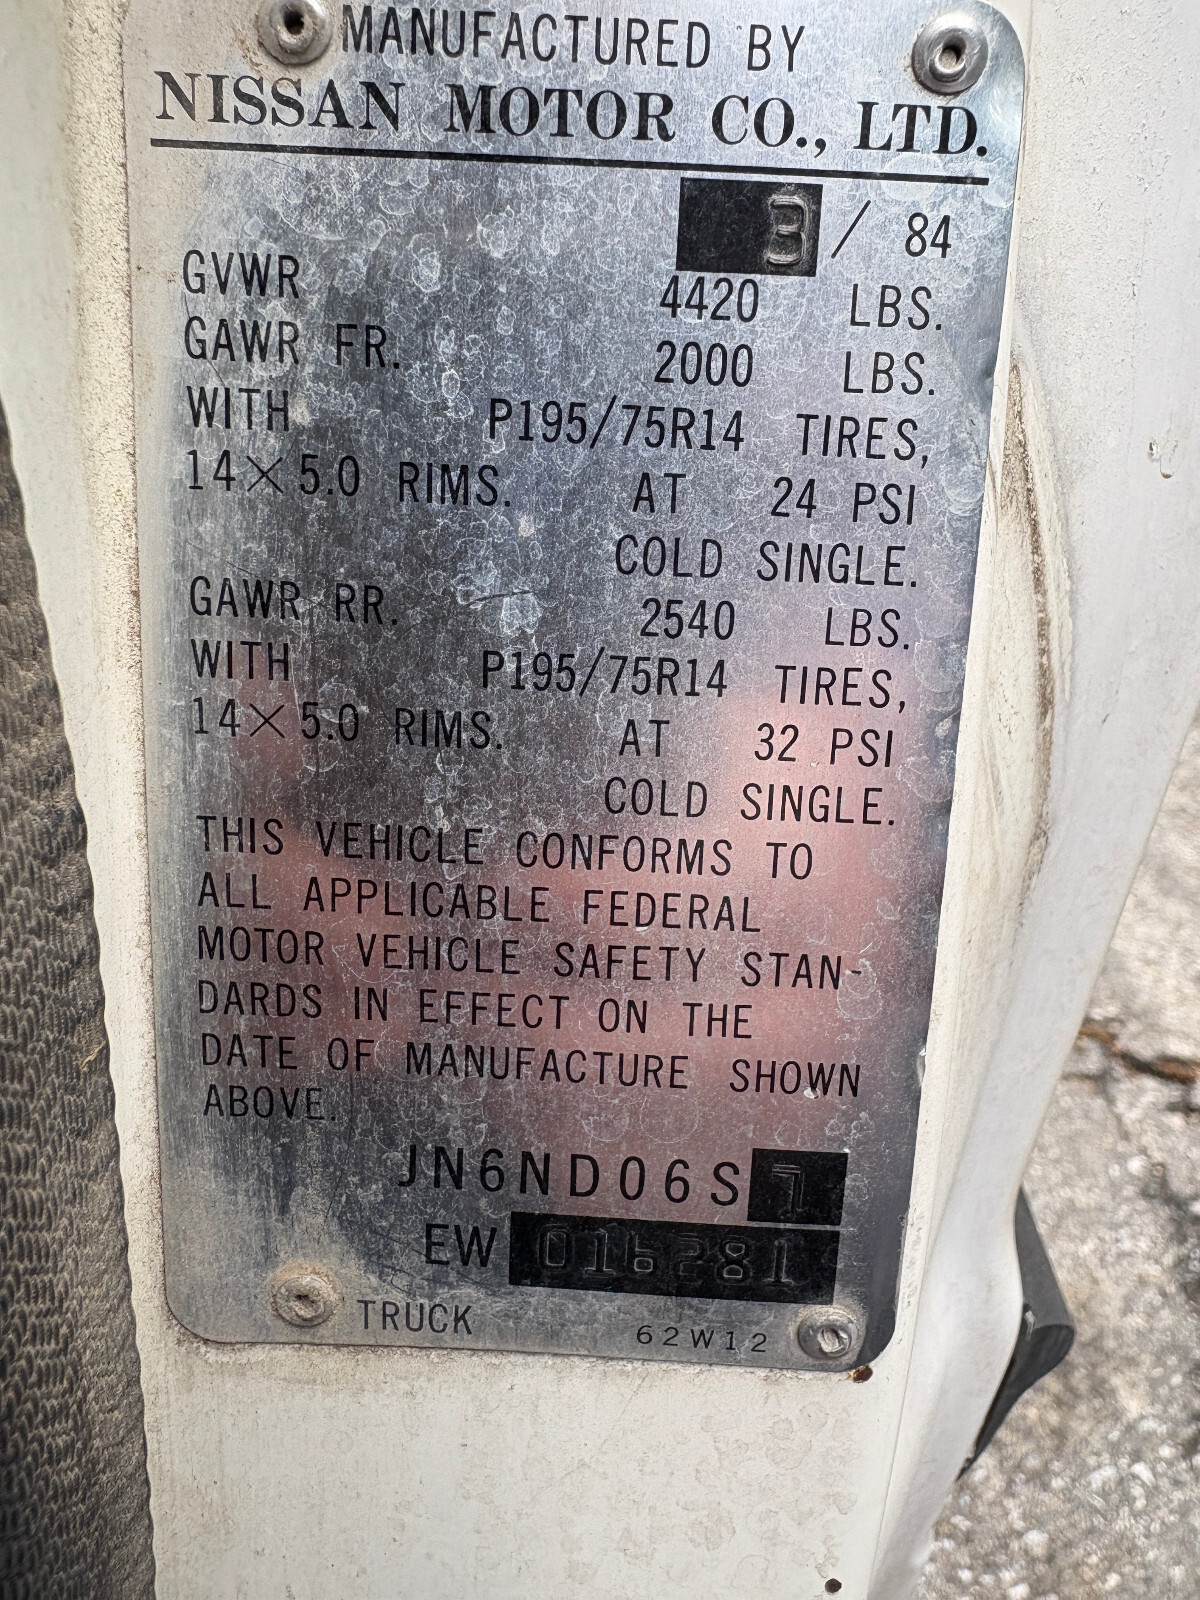 MANUFACTURED BY
NISSAN MOTOR CO., LTD.
3 / 84
GVWR 4420 LBS.
GAWR FR. 2000 LBS.
WITH P195/75R14 TIRES,
14×5.0 RIMS. AT 24 PSI
COLD SINGLE.
GAWR RR. 2540 LBS.
WITH P195/75R14 TIRES,
14×5.0 RIMS. AT 32 PSI
COLD SINGLE.
THIS VEHICLE CONFORMS TO
ALL APPLICABLE FEDERAL
MOTOR VEHICLE SAFETY STAN-
DARDS IN EFFECT ON THE
DATE OF MANUFACTURE SHOWN
ABOVE.
JN6ND06S7
EW 016281
TRUCK 62W12